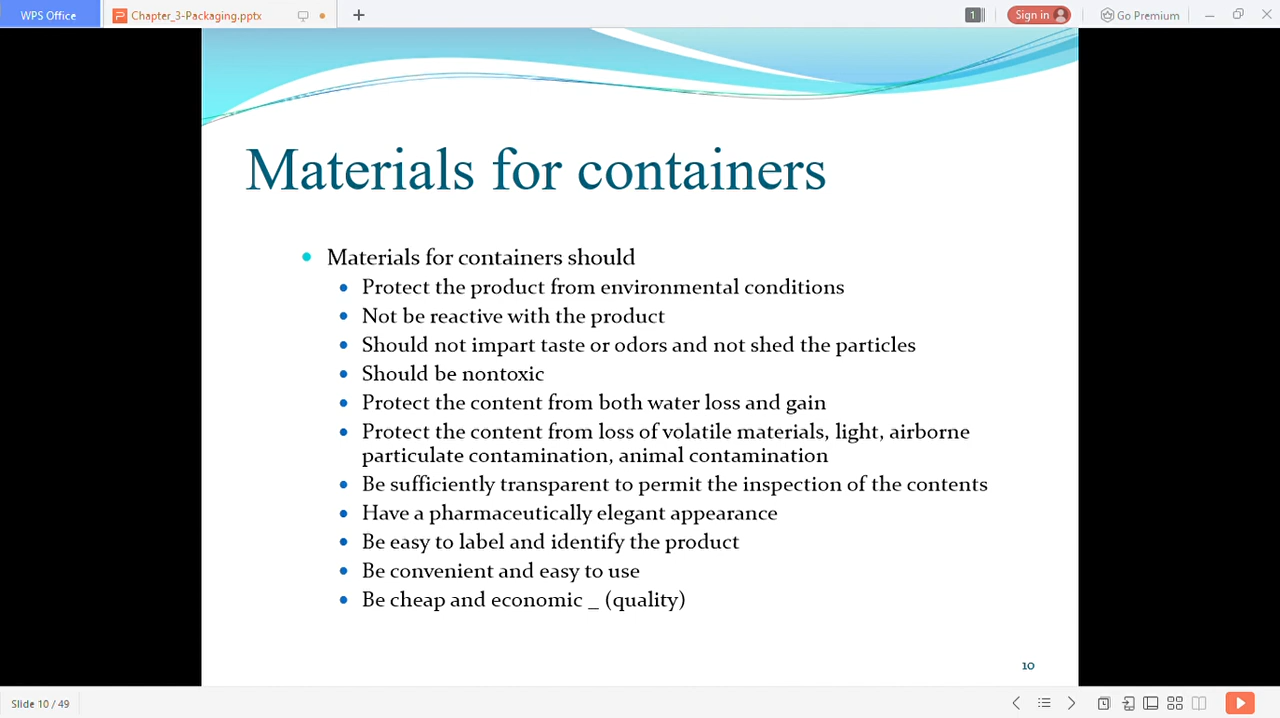 WPS Office
Chapter_3-Packaging.pptx
1
Sign in
Go Premium
Materials for containers
Materials for containers should
Protect the product from environmental conditions
Not be reactive with the product
Should not impart taste or odors and not shed the particles
Should be nontoxic
Protect the content from both water loss and gain
Protect the content from loss of volatile materials, light, airborne
particulate contamination, animal contamination
Be sufficiently transparent to permit the inspection of the contents
Have a pharmaceutically elegant appearance
Be easy to label and identify the product
Be convenient and easy to use
Be cheap and economic _ (quality)
10
Slide 10 / 49